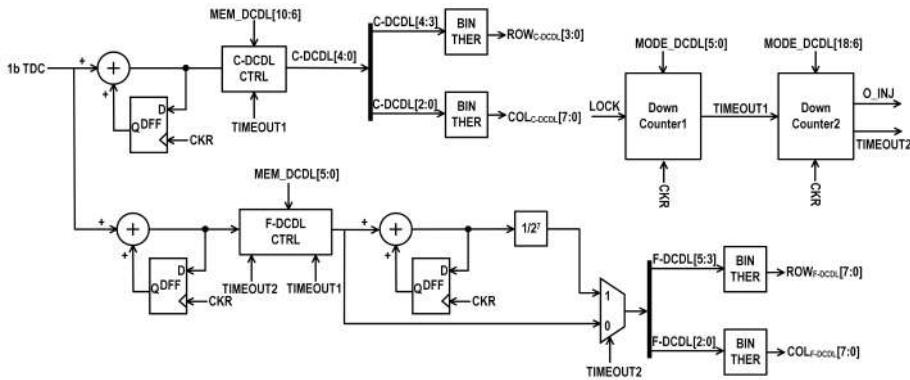 MEM_DCDL[10:6]
1b TDC
+
+
+
C-DCDL
CTRL
C-DCDL[4:0]
C-DCDL[4:3]
BIN
THER
ROWC-DCDL[3:0]
C-DCDL[2:0]
BIN
THER
COLC-DCDL[7:0]
D
DFF
Q
CKR
TIMEOUT1
MODE_DCDL[5:0]
MODE_DCDL[18:6]
LOCK
Down
Counter1
TIMEOUT1
Down
Counter2
O_INJ
TIMEOUT2
CKR
CKR
MEM_DCDL[5:0]
+
+
+
F-DCDL
CTRL
+
+
+
1/2⁷
D
DFF
Q
CKR
TIMEOUT2
TIMEOUT1
D
DFF
Q
CKR
1
0
TIMEOUT2
F-DCDL[5:3]
BIN
THER
ROWF-DCDL[7:0]
F-DCDL[2:0]
BIN
THER
COLF-DCDL[7:0]